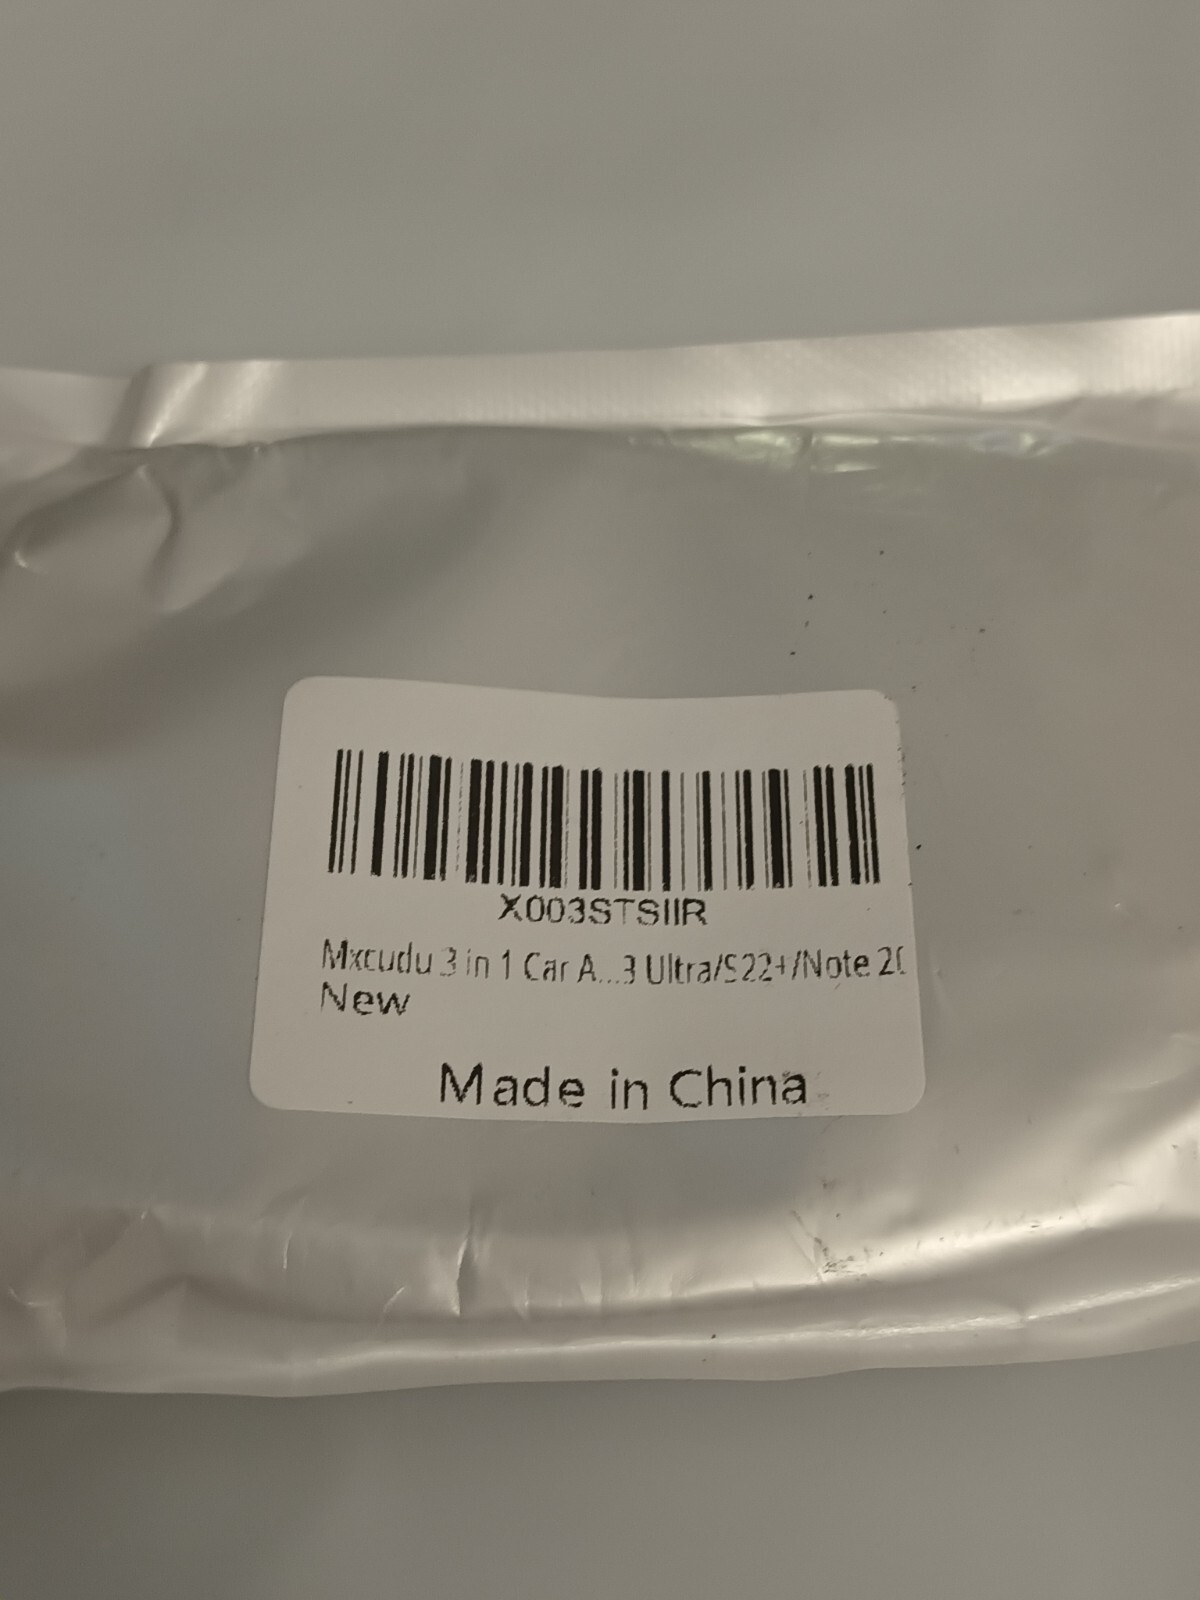 X003STSIIR
Mxcudu 3 in 1 Car A...3 Ultra/S22+/Note 20
New
Made in China